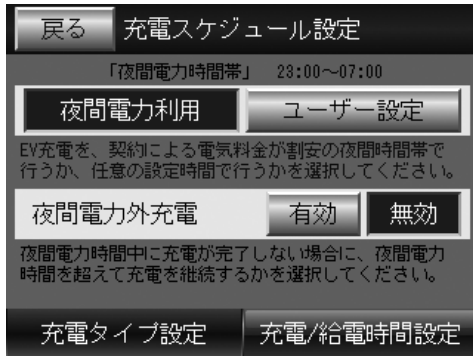 戻る 充電スケジュール設定
「夜間電力時間帯」 23:00～07:00
夜間電力利用 ユーザー設定
EV充電を、契約による電気料金が割安の夜間時間帯で
行うか、任意の設定時間で行うかを選択してください。
夜間電力外充電 有効 無効
夜間電力時間中に充電が完了しない場合に、夜間電力
時間を超えて充電を継続するかを選択してください。
充電タイプ設定 充電/給電時間設定